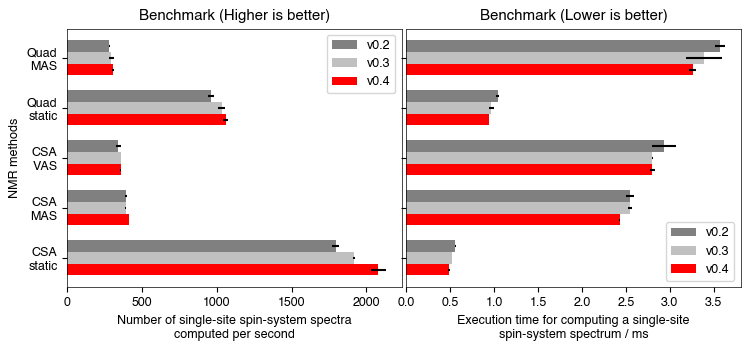 Benchmark (Higher is better)
Benchmark (Lower is better)
NMR methods
Quad
MAS
Quad
static
CSA
VAS
CSA
MAS
CSA
static
v0.2
v0.3
v0.4
v0.2
v0.3
v0.4
0 500 1000 1500 2000
0.0 0.5 1.0 1.5 2.0 2.5 3.0 3.5
Number of single-site spin-system spectra
computed per second
Execution time for computing a single-site
spin-system spectrum / ms